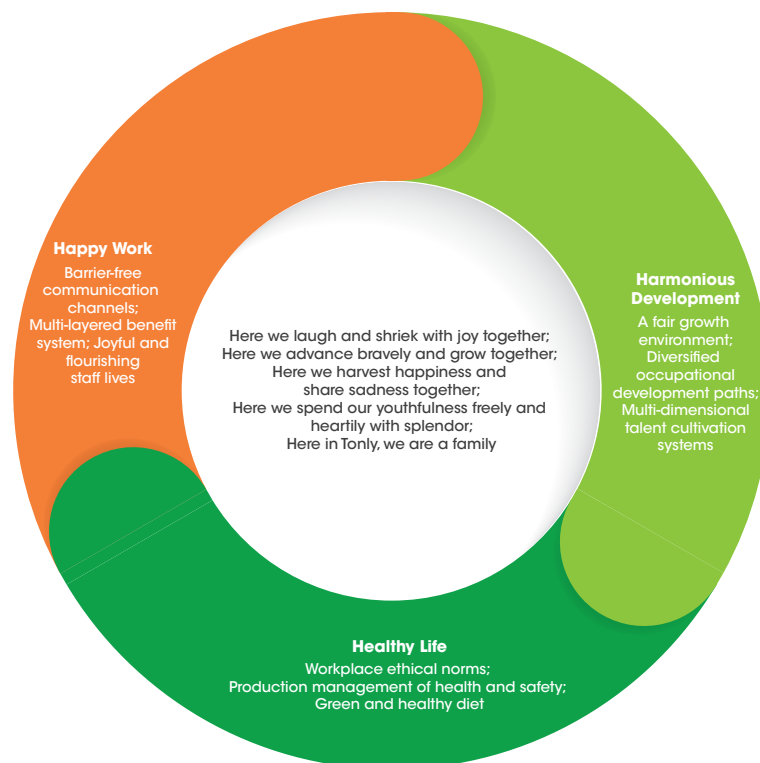 Happy Work
Barrier-free
communication
channels;
Multi-layered benefit
system; Joyful and
flourishing
staff lives
Here we laugh and shriek with joy together;
Here we advance bravely and grow together;
Here we harvest happiness and
share sadness together;
Here we spend our youthfulness freely and
heartily with splendor;
Here in Tonly, we are a family
Harmonious
Development
A fair growth
environment;
Diversified
occupational
development paths;
Multi-dimensional
talent cultivation
systems
Healthy Life
Workplace ethical norms;
Production management of health and safety;
Green and healthy diet